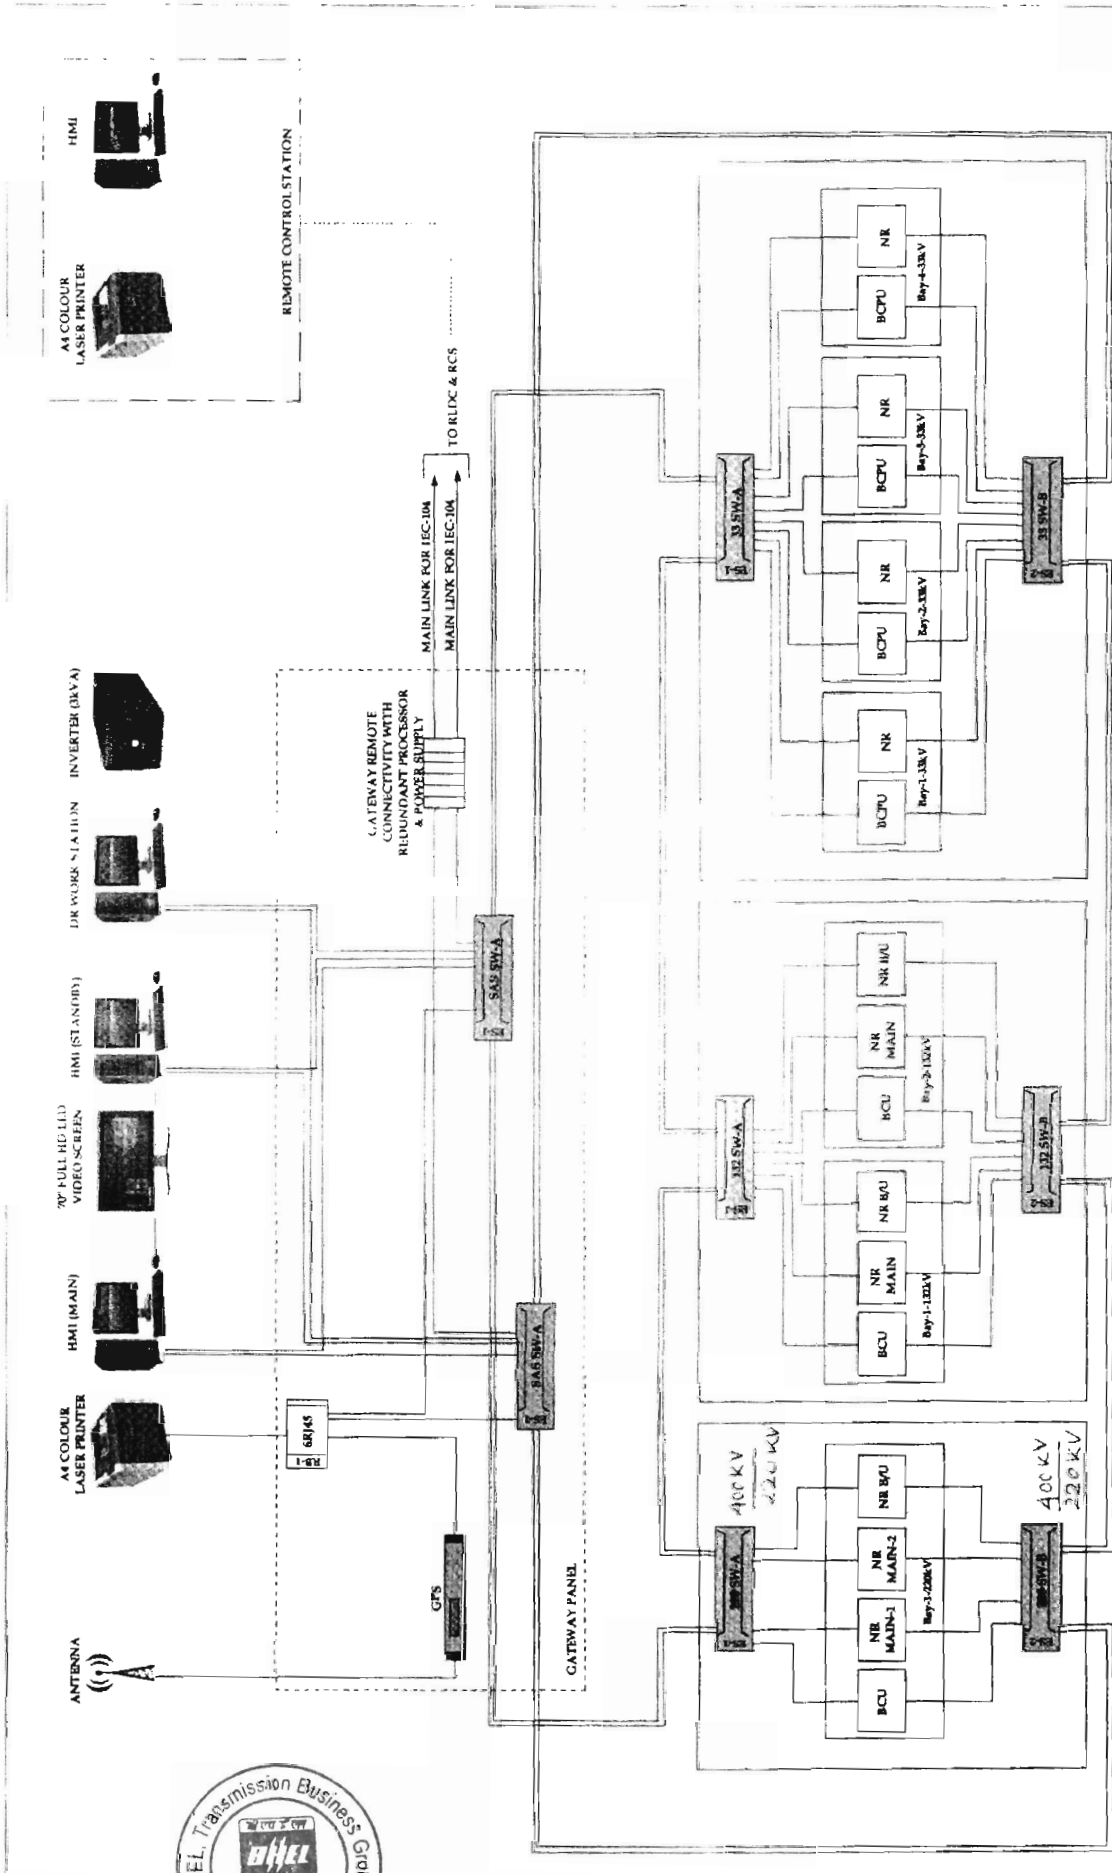 ANTENNA
A4 COLOUR
LASER PRINTER
HMI (MAIN)
70" FULL HD LED
VIDEO SCREEN
HMI (STANDBY)
DR WORK STATION
INVERTER (3kVA)
A4 COLOUR
LASER PRINTER
HMI
REMOTE CONTROL STATION
GPS
6RJ45
GATEWAY REMOTE
CONNECTIVITY WITH
REDUNDANT PROCESSOR
& POWER SUPPLY
MAIN LINK FOR IEC-104
MAIN LINK FOR IEC-104
TO RLDC & RCS
SAS SW-A
SAS SW-A
GATEWAY PANEL
SW-A
400 KV
220 KV
132 SW-A
33 SW-A
BCU
NR
MAIN-1
NR
MAIN-2
NR B/U
Bay-1-220kV
BCU
NR
MAIN
NR B/U
Bay-1-132kV
BCU
NR
MAIN
NR B/U
Bay-2-132kV
BCPU
NR
Bay-1-33kV
BCPU
NR
Bay-2-33kV
BCPU
NR
Bay-3-33kV
BCPU
NR
Bay-4-33kV
SW-B
400 KV
220 KV
132 SW-B
33 SW-B
Transmission Business
BHEL